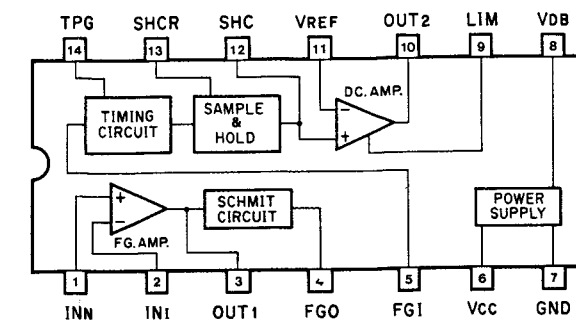 TPG SHCR SHC VREF OUT2 LIM VDB
14 13 12 11 10 9 8
DC. AMP.
TIMING
CIRCUIT
SAMPLE
&
HOLD
−
+
+
−
FG. AMP.
SCHMIT
CIRCUIT
POWER
SUPPLY
1 2 3 4 5 6 7
INN INI OUT1 FGO FGI VCC GND